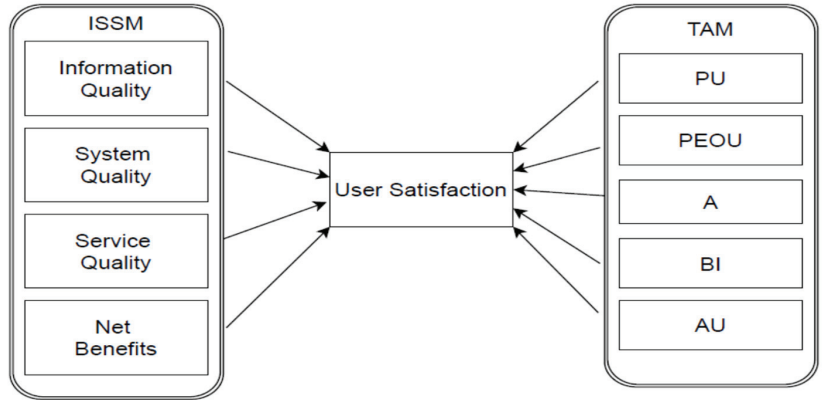 ISSM
Information
Quality
System
Quality
Service
Quality
Net
Benefits
User Satisfaction
TAM
PU
PEOU
A
BI
AU